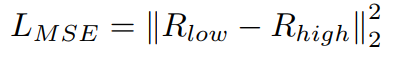 L_{MSE} = \|R_{low} - R_{high}\|_2^2